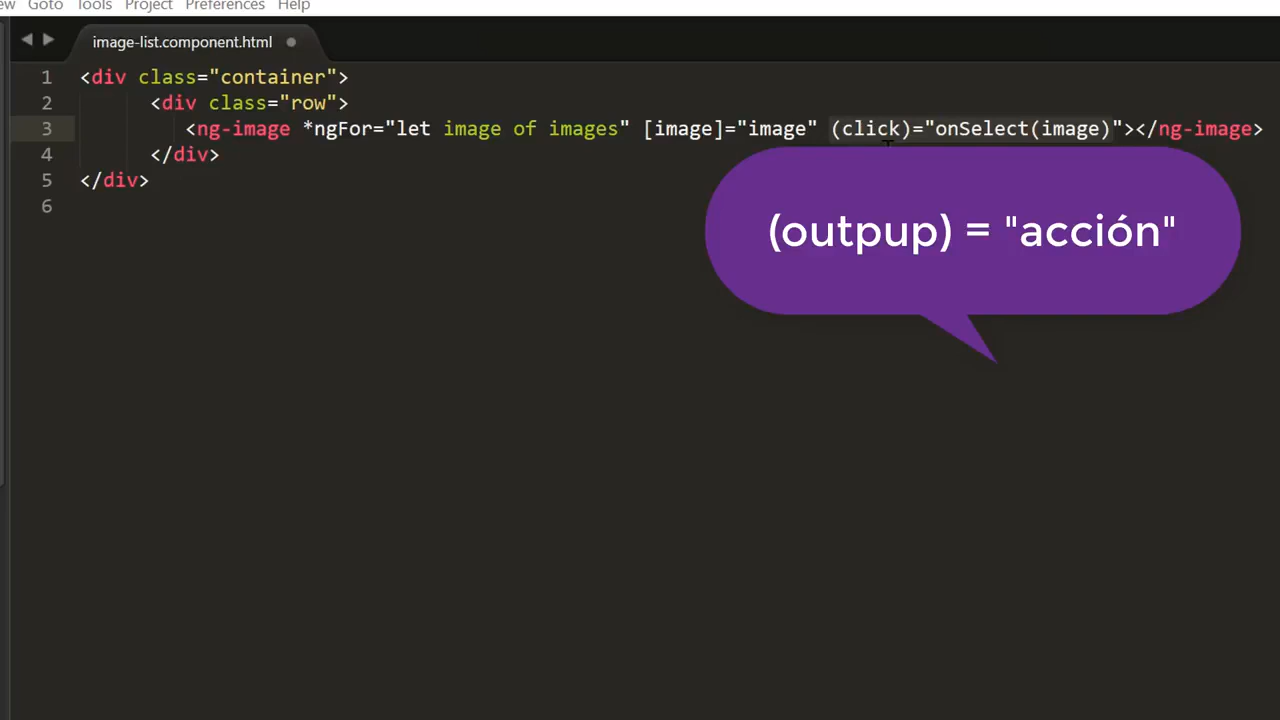 ew Goto Tools Project Preferences Help
image-list.component.html
1 <div class="container">
2 <div class="row">
3 <ng-image *ngFor="let image of images" [image]="image" (click)="onSelect(image)"></ng-image>
4 </div>
5 </div>
6
(outpup) = "acción"